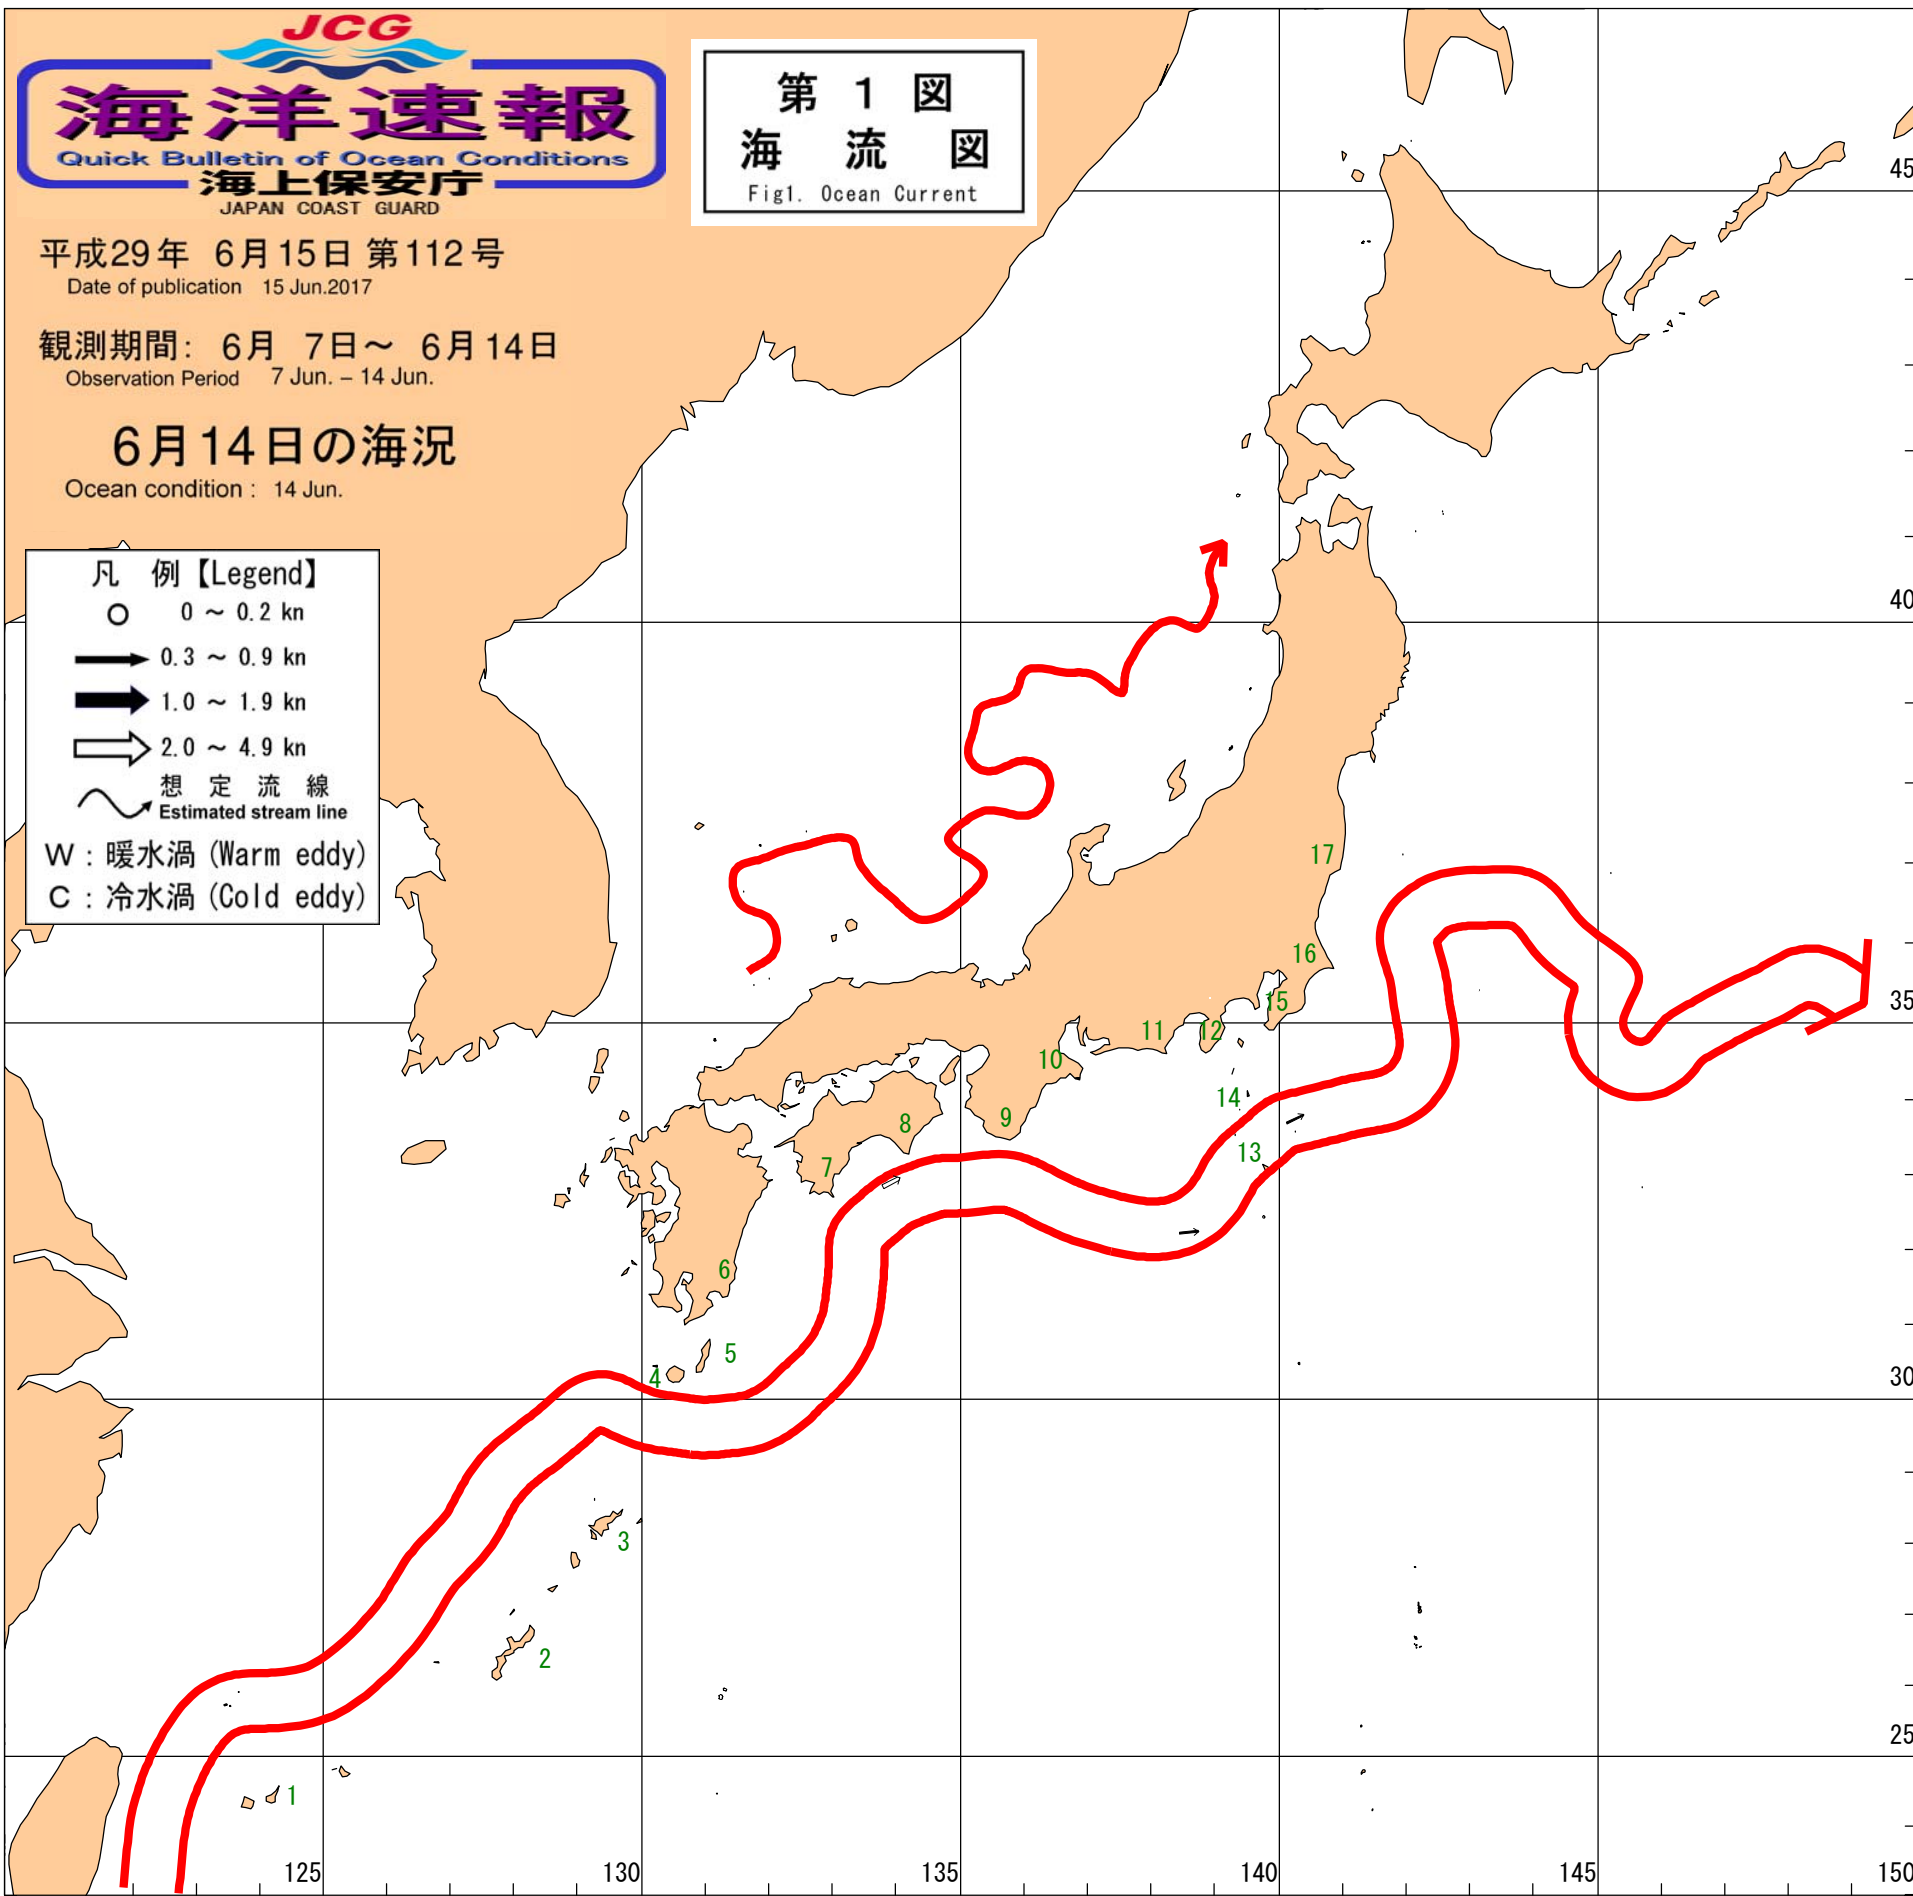 JCG
海洋速報
Quick Bulletin of Ocean Conditions
海上保安庁
JAPAN COAST GUARD
第 1 図
海 流 図
Fig1. Ocean Current
平成29年 6月15日 第112号
Date of publication 15 Jun.2017
観測期間: 6月 7日～ 6月14日
Observation Period 7 Jun. – 14 Jun.
6月14日の海況
Ocean condition : 14 Jun.
凡 例【Legend】
0 ～ 0.2 kn
0.3 ～ 0.9 kn
1.0 ～ 1.9 kn
2.0 ～ 4.9 kn
想 定 流 線
Estimated stream line
W : 暖水渦 (Warm eddy)
C : 冷水渦 (Cold eddy)
45
40
17
16
35
15
11
12
10
14
9
8
13
7
6
5
4
30
3
2
25
1
125
130
135
140
145
150